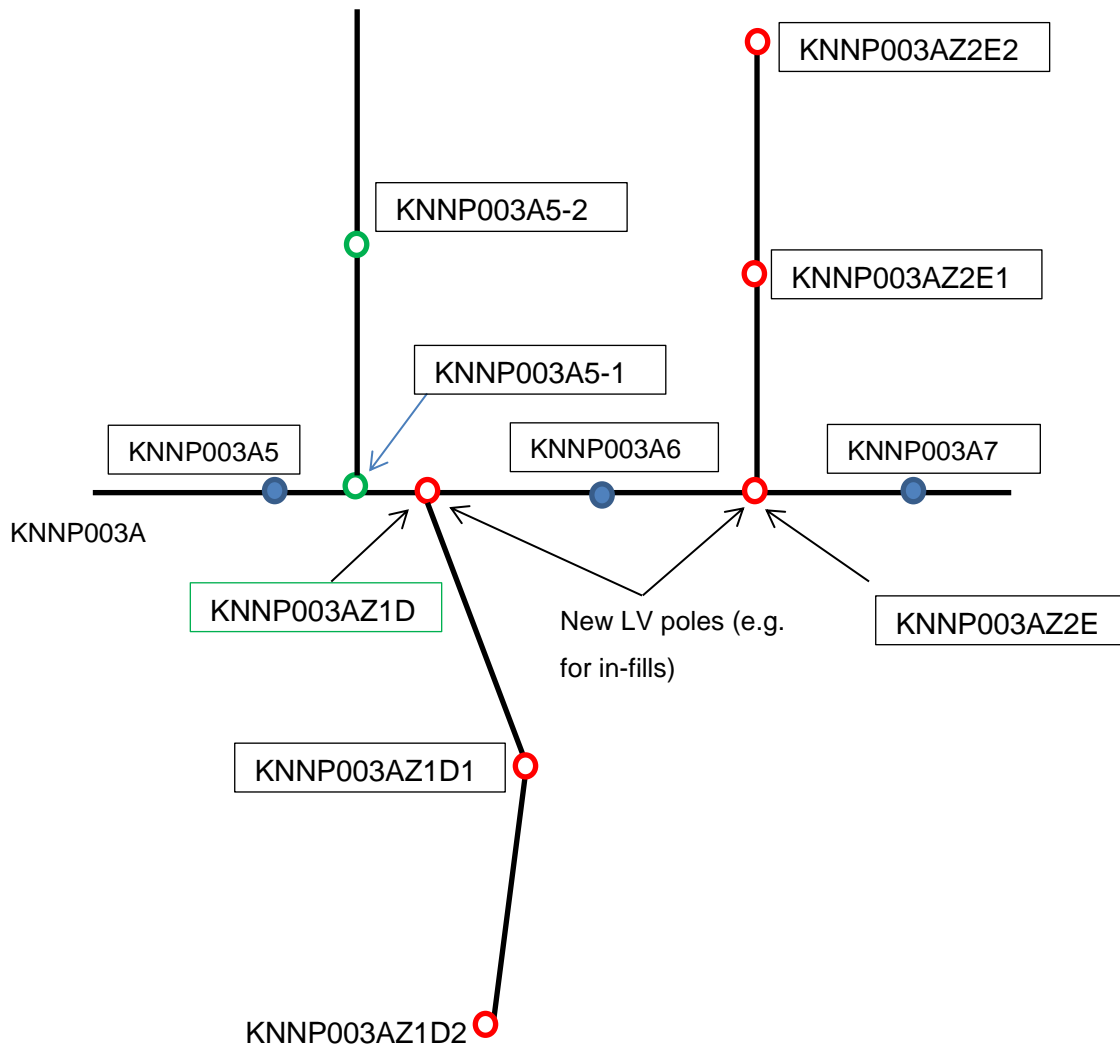 KNNP003AZ2E2
KNNP003A5-2
KNNP003AZ2E1
KNNP003A5-1
KNNP003A5
KNNP003A6
KNNP003A7
KNNP003A
KNNP003AZ1D
New LV poles (e.g.
for in-fills)
KNNP003AZ2E
KNNP003AZ1D1
KNNP003AZ1D2